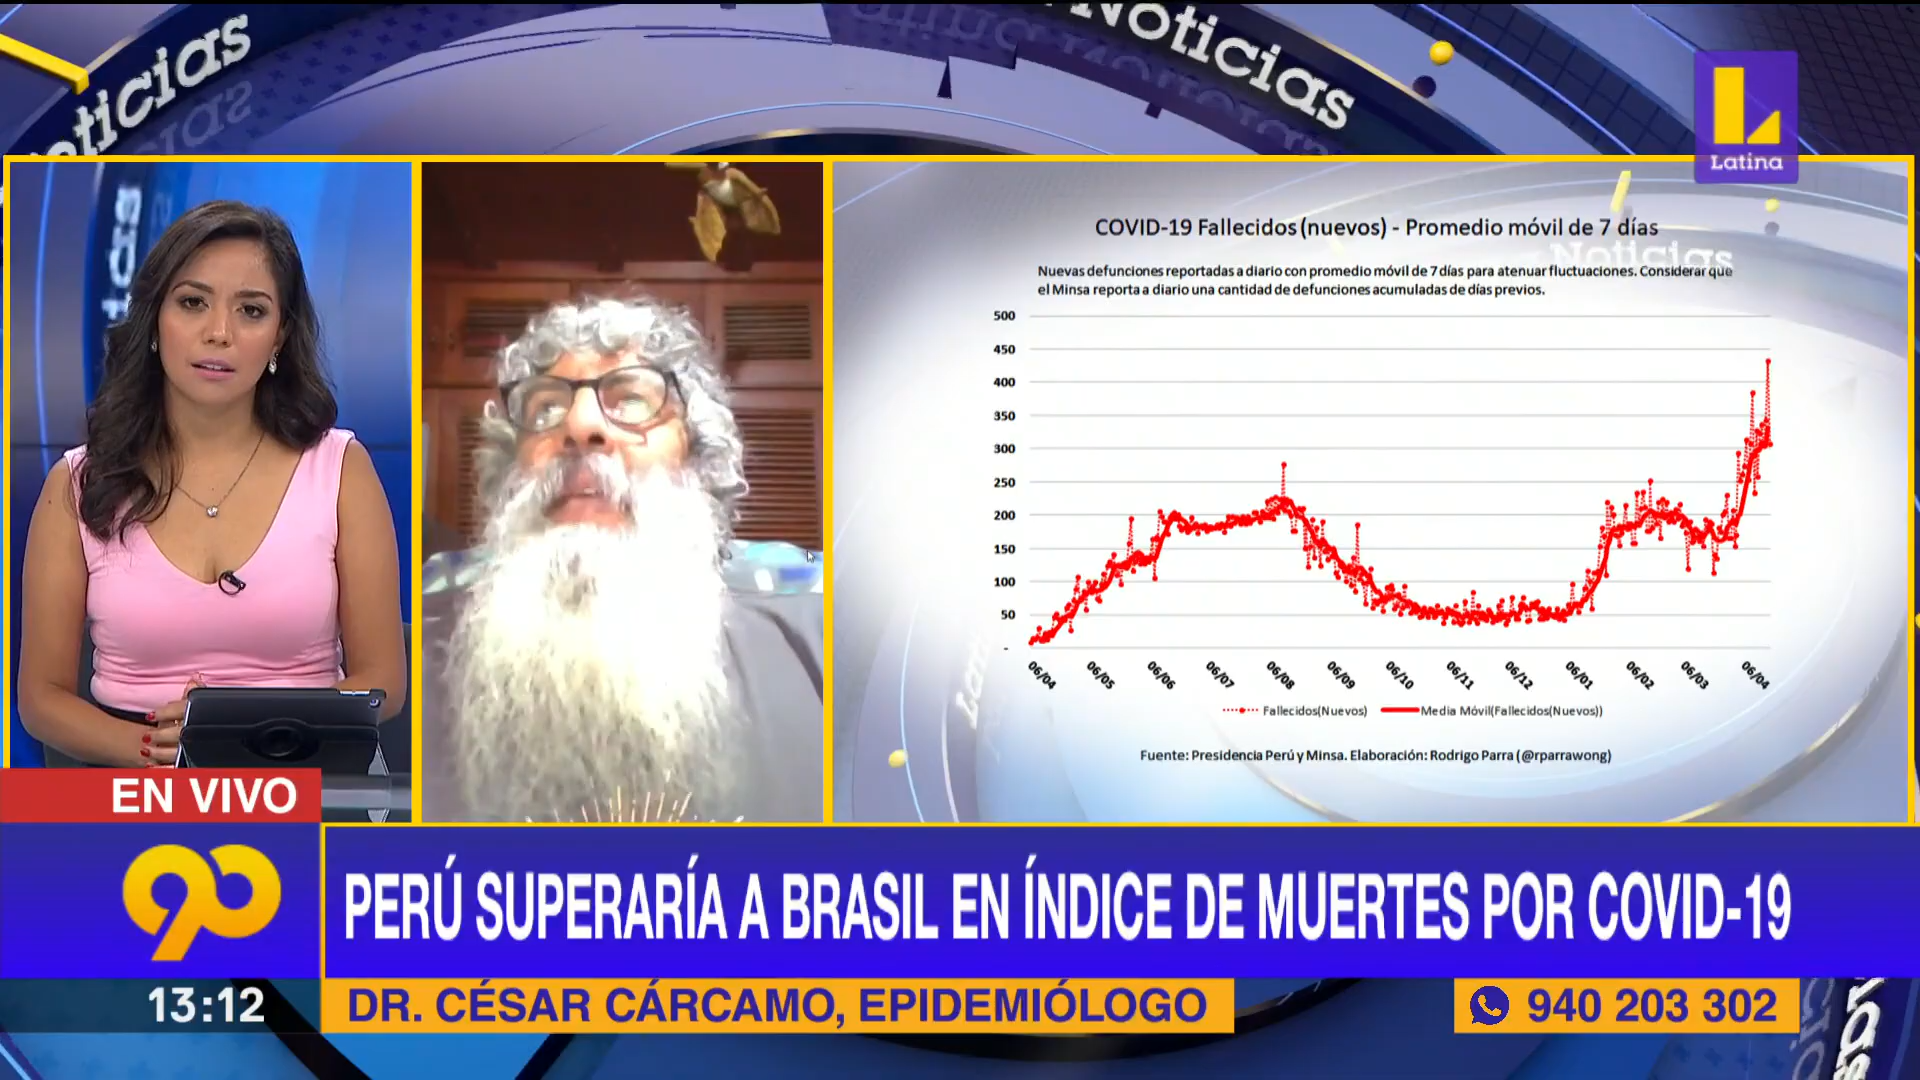 Noticias
Noticias
Latina
COVID-19 Fallecidos (nuevos) - Promedio móvil de 7 días
Noticias
Nuevas defunciones reportadas a diario con promedio móvil de 7 días para atenuar fluctuaciones. Considerar que
el Minsa reporta a diario una cantidad de defunciones acumuladas de días previos.
500
450
400
350
300
250
200
150
100
50
-
06/04 06/05 06/06 06/07 06/08 06/09 06/10 06/11 06/12 06/01 06/02 06/03 06/04
Fallecidos(Nuevos) Media Móvil(Fallecidos(Nuevos))
Fuente: Presidencia Perú y Minsa. Elaboración: Rodrigo Parra (@rparrawong)
EN VIVO
90
PERÚ SUPERARÍA A BRASIL EN ÍNDICE DE MUERTES POR COVID-19
13:12
DR. CÉSAR CÁRCAMO, EPIDEMIÓLOGO
940 203 302